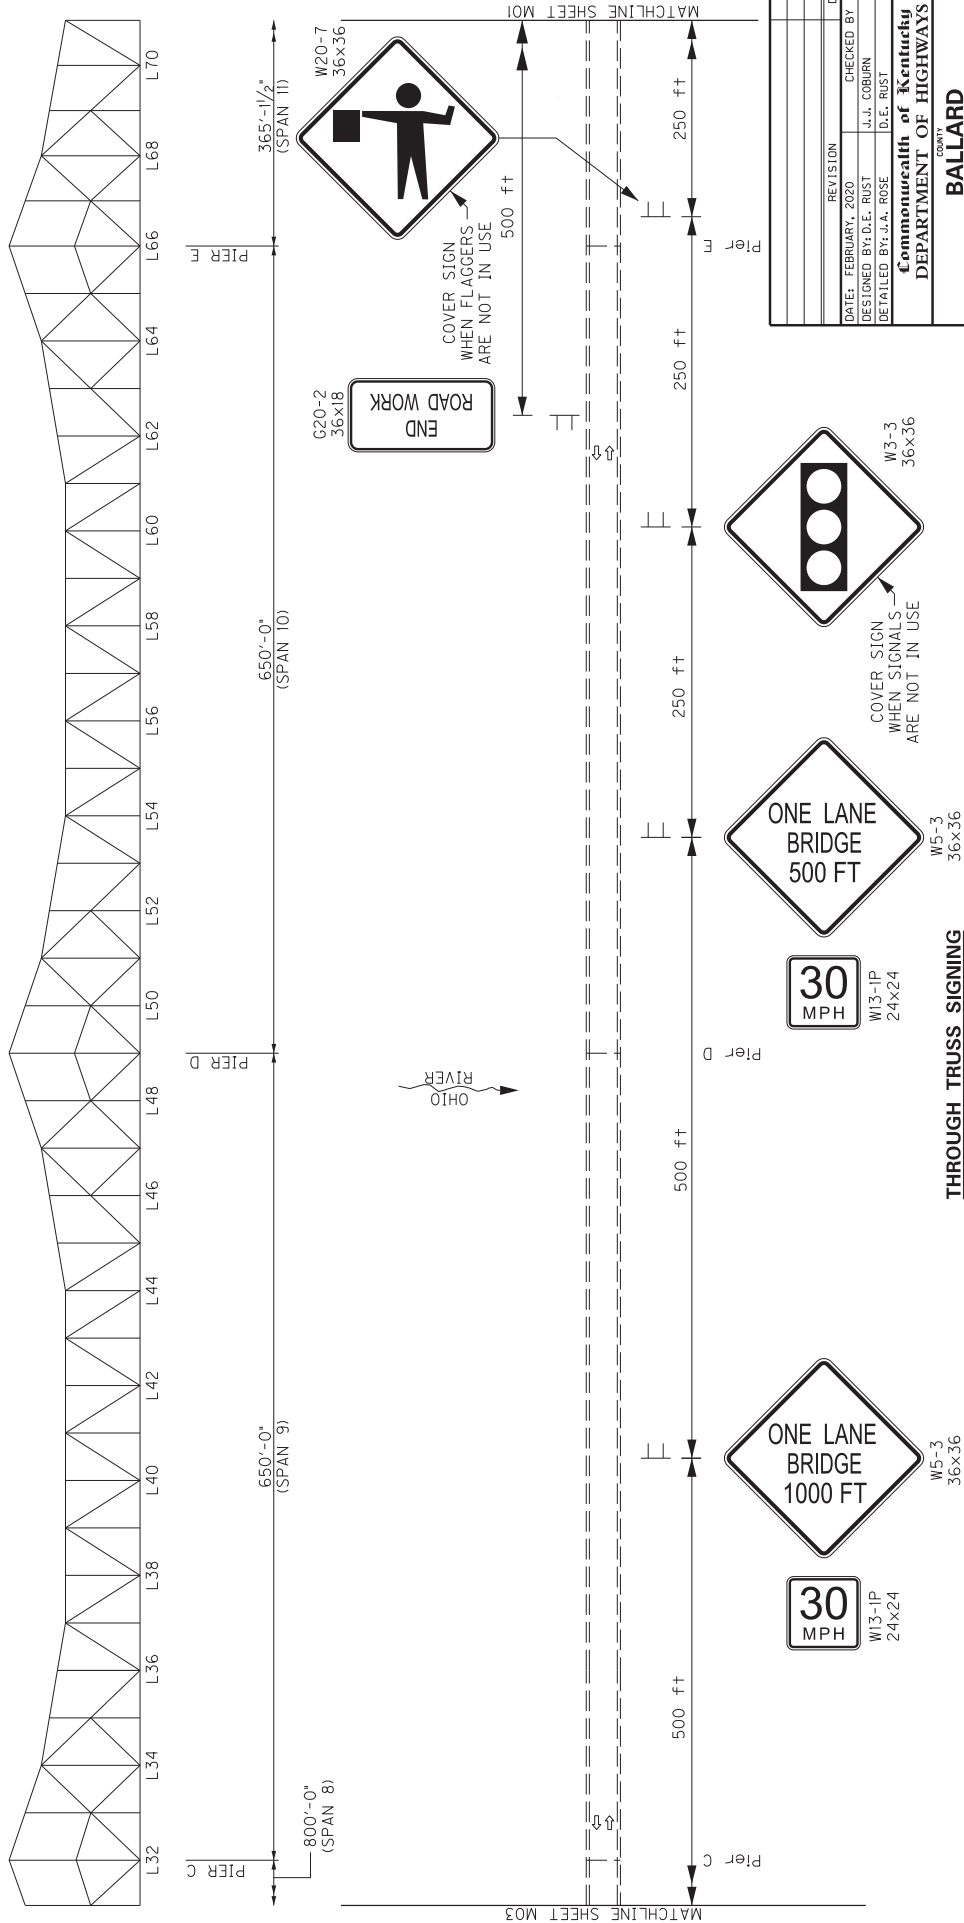 L32
L34
L36
L38
L40
L42
L44
L46
L48
L50
L52
L54
L56
L58
L60
L62
L64
L66
L68
L70
PIER C
PIER D
PIER E
800'-0"
(SPAN 8)
650'-0"
(SPAN 9)
650'-0"
(SPAN 10)
365'-1 1/2"
(SPAN 11)
OHIO
RIVER
G20-2
36x18
END
ROAD WORK
W20-7
36x36
COVER SIGN
WHEN FLAGGERS
ARE NOT IN USE
500 ft
MATCHLINE SHEET M03
MATCHLINE SHEET M01
Pier C
Pier D
Pier E
500 ft
500 ft
250 ft
250 ft
250 ft
30
MPH
W13-1P
24x24
ONE LANE
BRIDGE
1000 FT
W5-3
36x36
30
MPH
W13-1P
24x24
ONE LANE
BRIDGE
500 FT
W5-3
36x36
COVER SIGN
WHEN SIGNALS
ARE NOT IN USE
W3-3
36x36
THROUGH TRUSS SIGNING
REVISION
DATE: FEBRUARY, 2020
CHECKED BY
DESIGNED BY: D.E. RUST
J.J. COBURN
DETAILED BY: J.A. ROSE
D.E. RUST
Commonwealth of Kentucky
DEPARTMENT OF HIGHWAYS
COUNTY
BALLARD